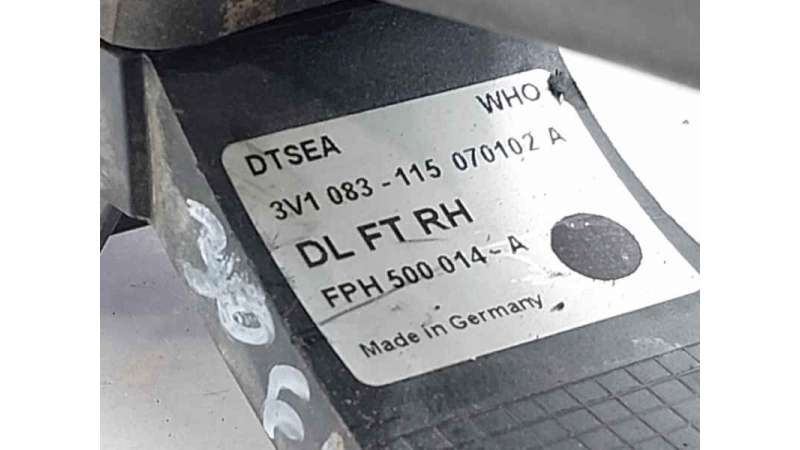 DTSEA WHO
3V1 083-115 070102 A
DL FT RH
FPH 500 014-A
Made in Germany